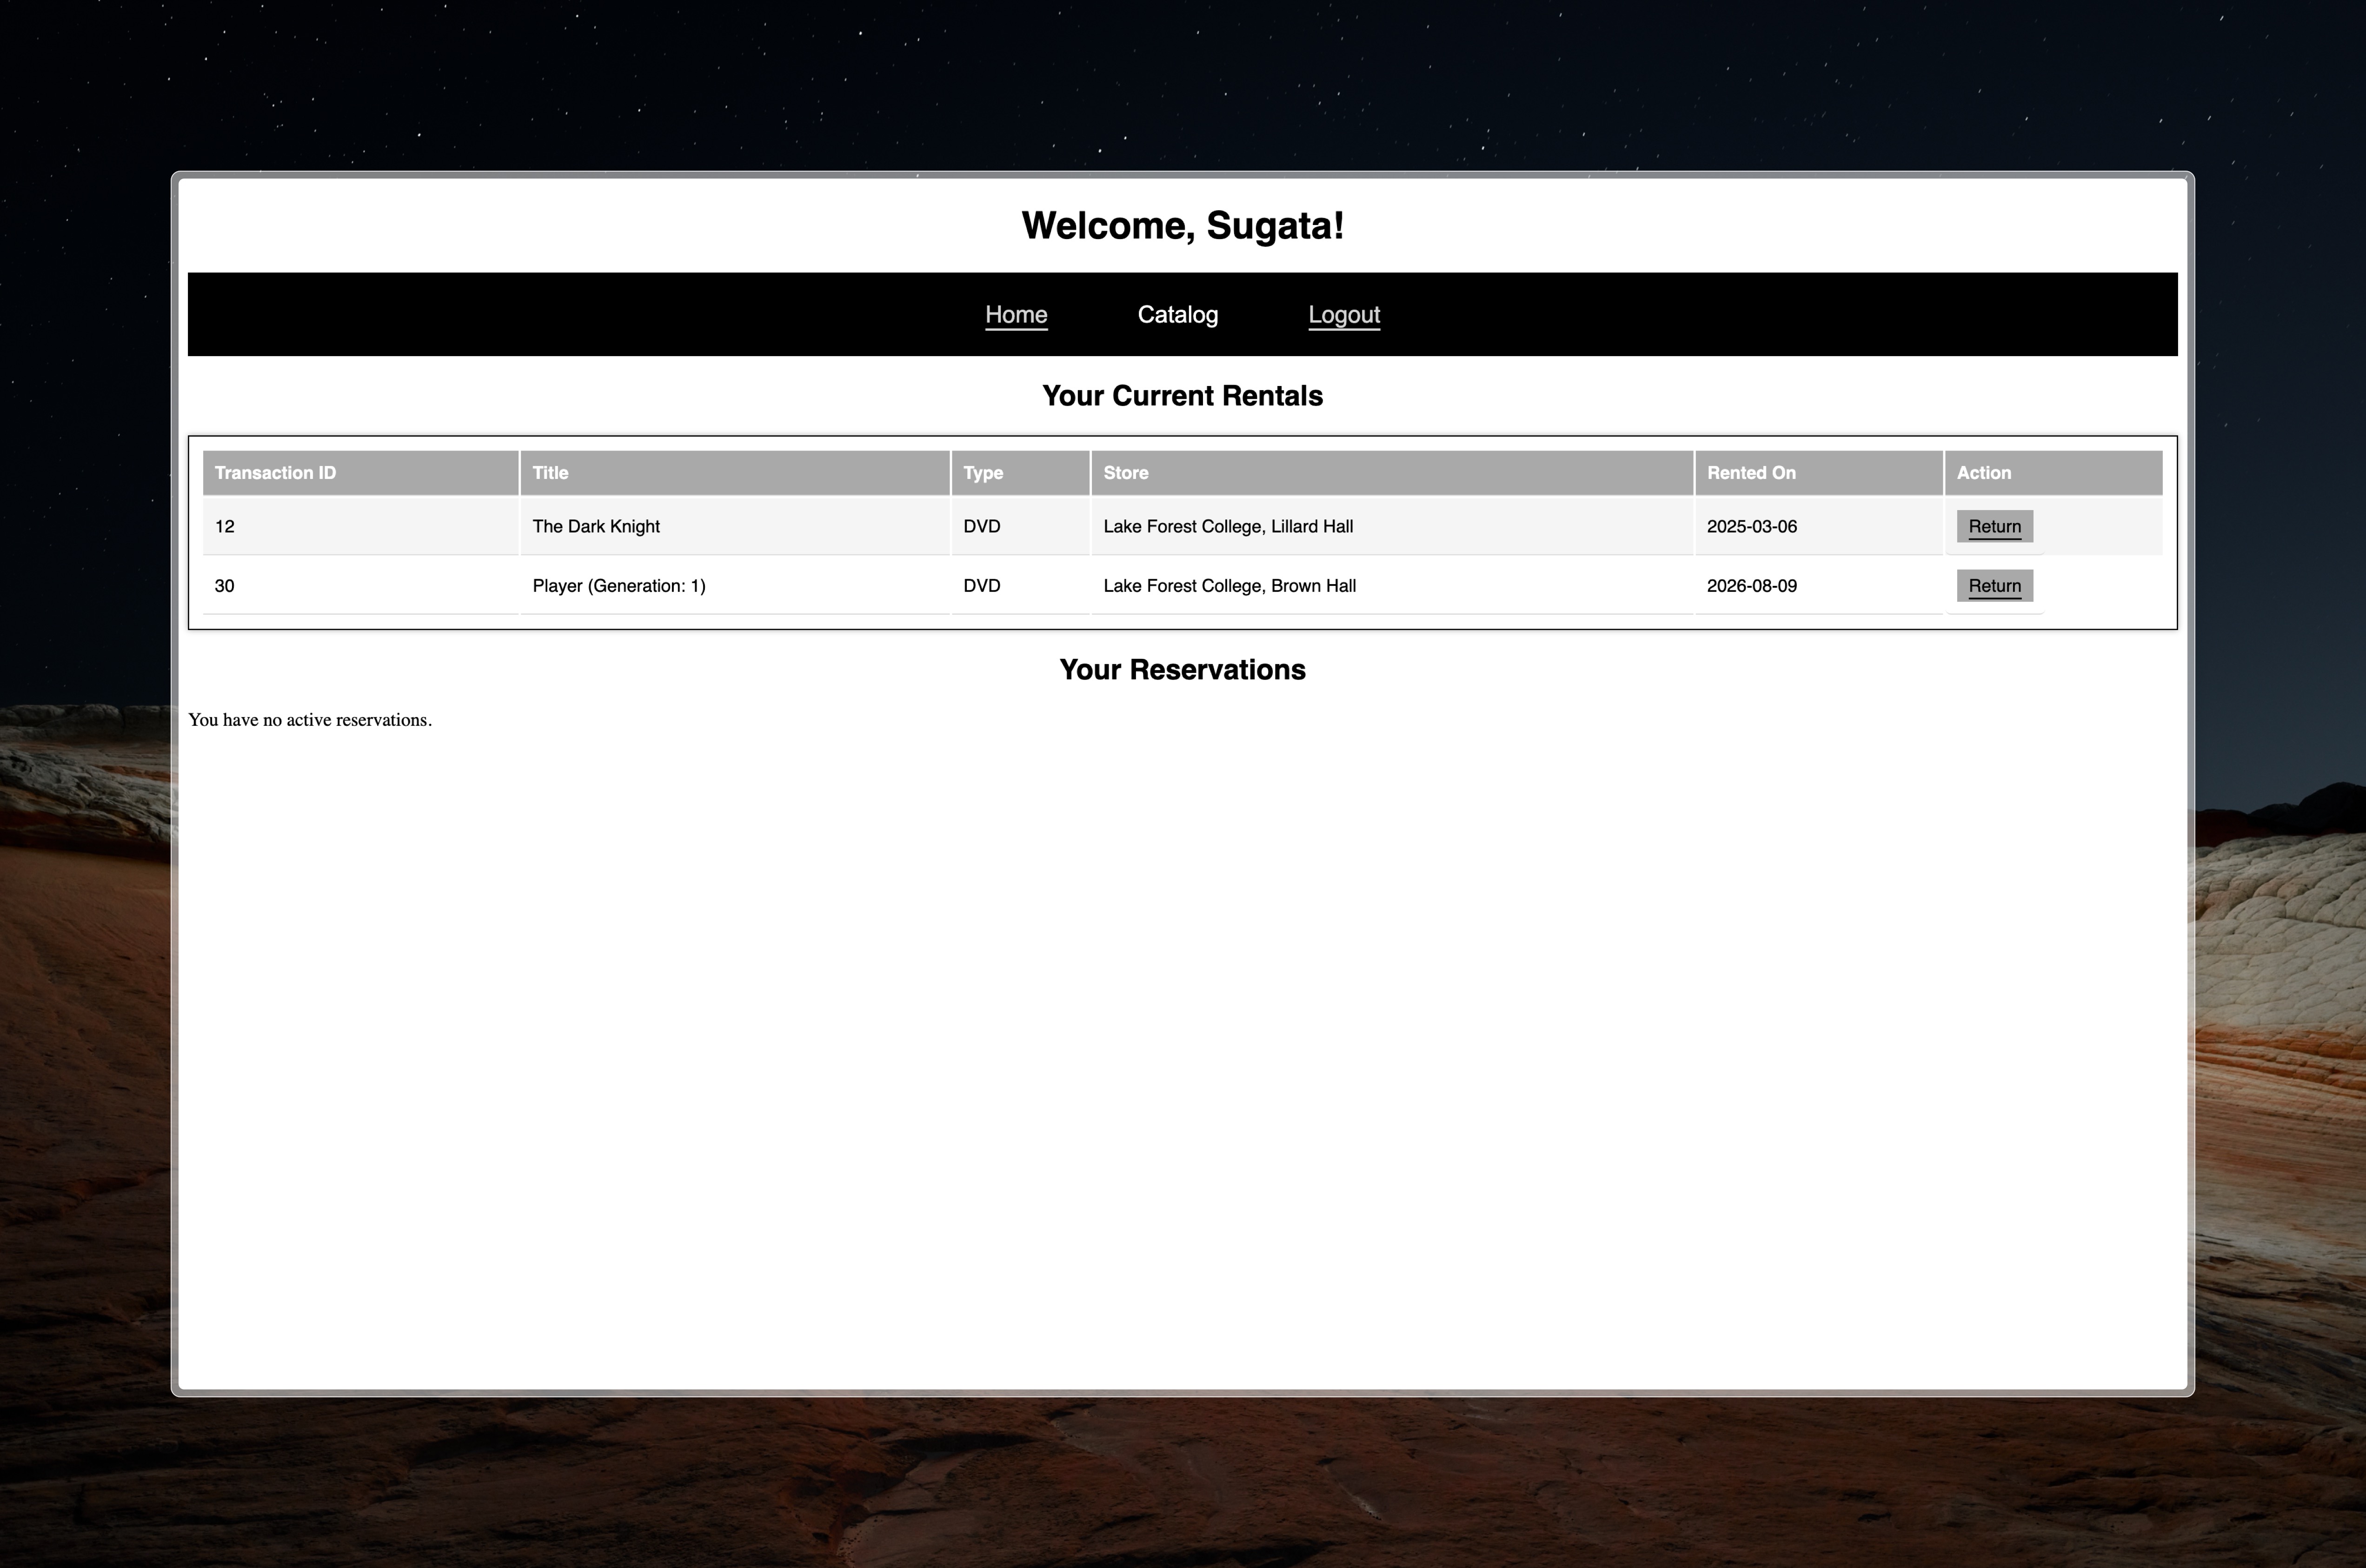 Welcome, Sugata!
Home Catalog Logout
Your Current Rentals
Transaction ID Title Type Store Rented On Action
12 The Dark Knight DVD Lake Forest College, Lillard Hall 2025-03-06 Return
30 Player (Generation: 1) DVD Lake Forest College, Brown Hall 2026-08-09 Return
Your Reservations
You have no active reservations.